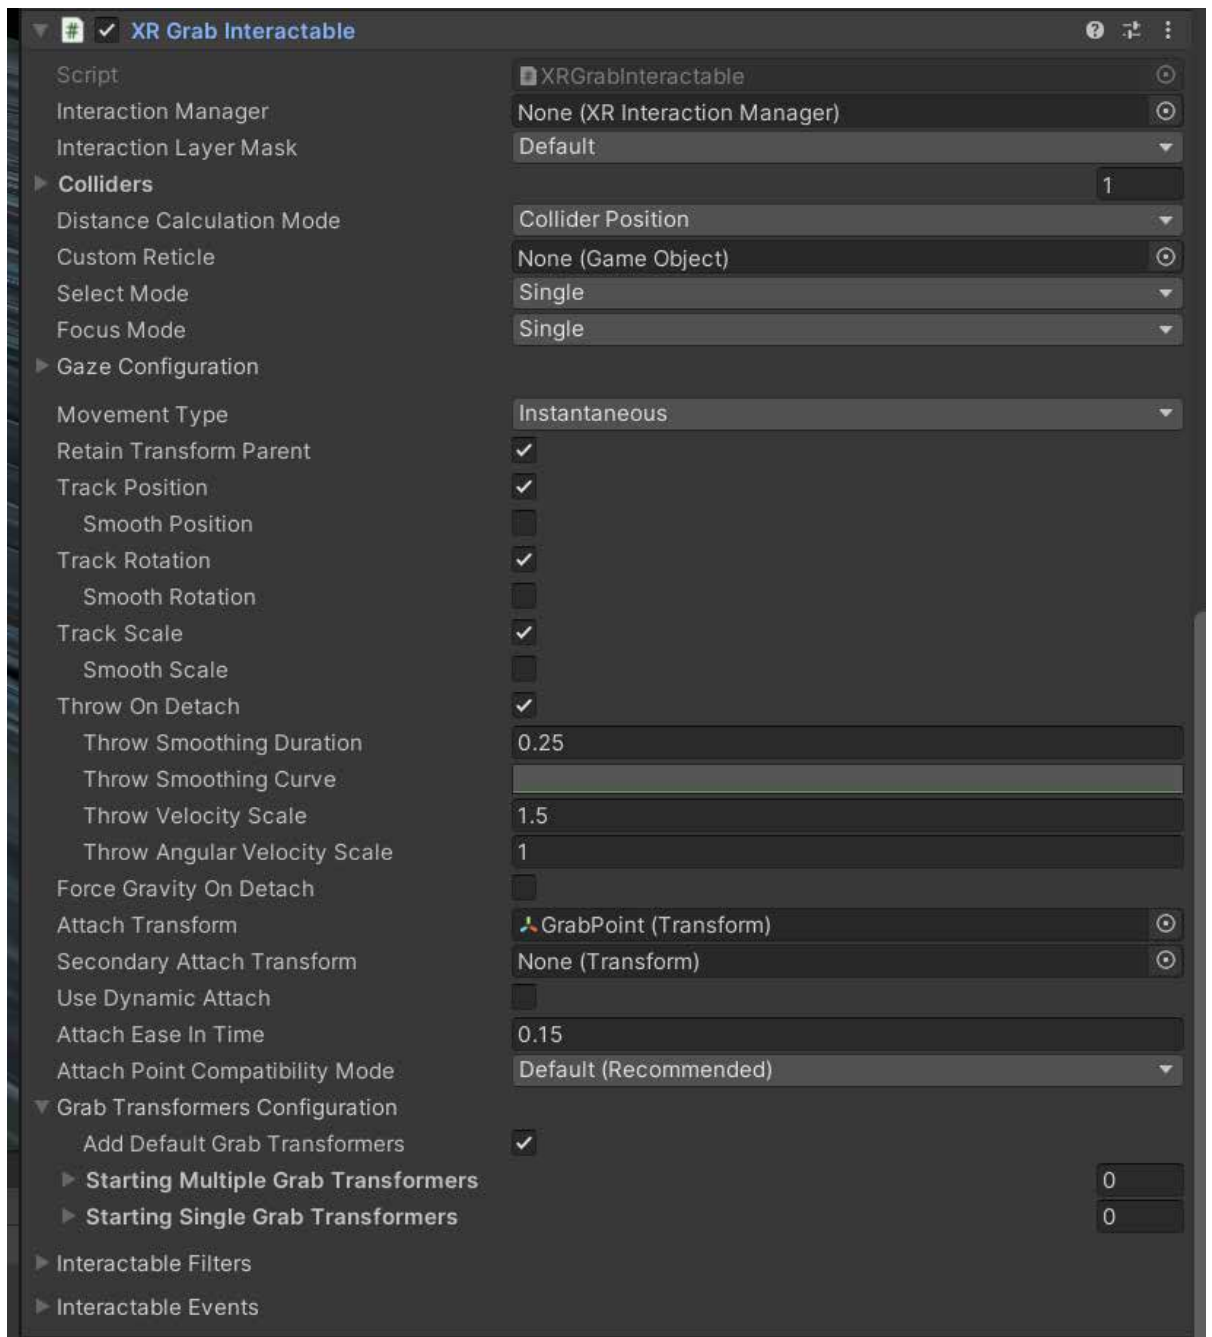 XR Grab Interactable
Script XRGrabInteractable
Interaction Manager None (XR Interaction Manager)
Interaction Layer Mask Default
Colliders 1
Distance Calculation Mode Collider Position
Custom Reticle None (Game Object)
Select Mode Single
Focus Mode Single
Gaze Configuration
Movement Type Instantaneous
Retain Transform Parent
Track Position
Smooth Position
Track Rotation
Smooth Rotation
Track Scale
Smooth Scale
Throw On Detach
Throw Smoothing Duration 0.25
Throw Smoothing Curve
Throw Velocity Scale 1.5
Throw Angular Velocity Scale 1
Force Gravity On Detach
Attach Transform GrabPoint (Transform)
Secondary Attach Transform None (Transform)
Use Dynamic Attach
Attach Ease In Time 0.15
Attach Point Compatibility Mode Default (Recommended)
Grab Transformers Configuration
Add Default Grab Transformers
Starting Multiple Grab Transformers 0
Starting Single Grab Transformers 0
Interactable Filters
Interactable Events